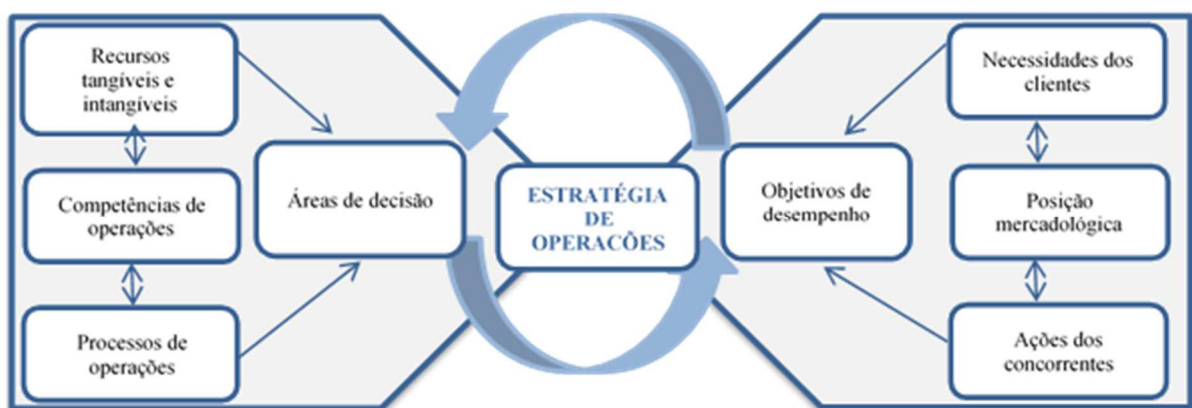 Recursos
tangíveis e
intangíveis
Competências de
operações
Processos de
operações
Áreas de decisão
ESTRATÉGIA
DE
OPERACÕES
Objetivos de
desempenho
Necessidades dos
clientes
Posição
mercadológica
Ações dos
concorrentes